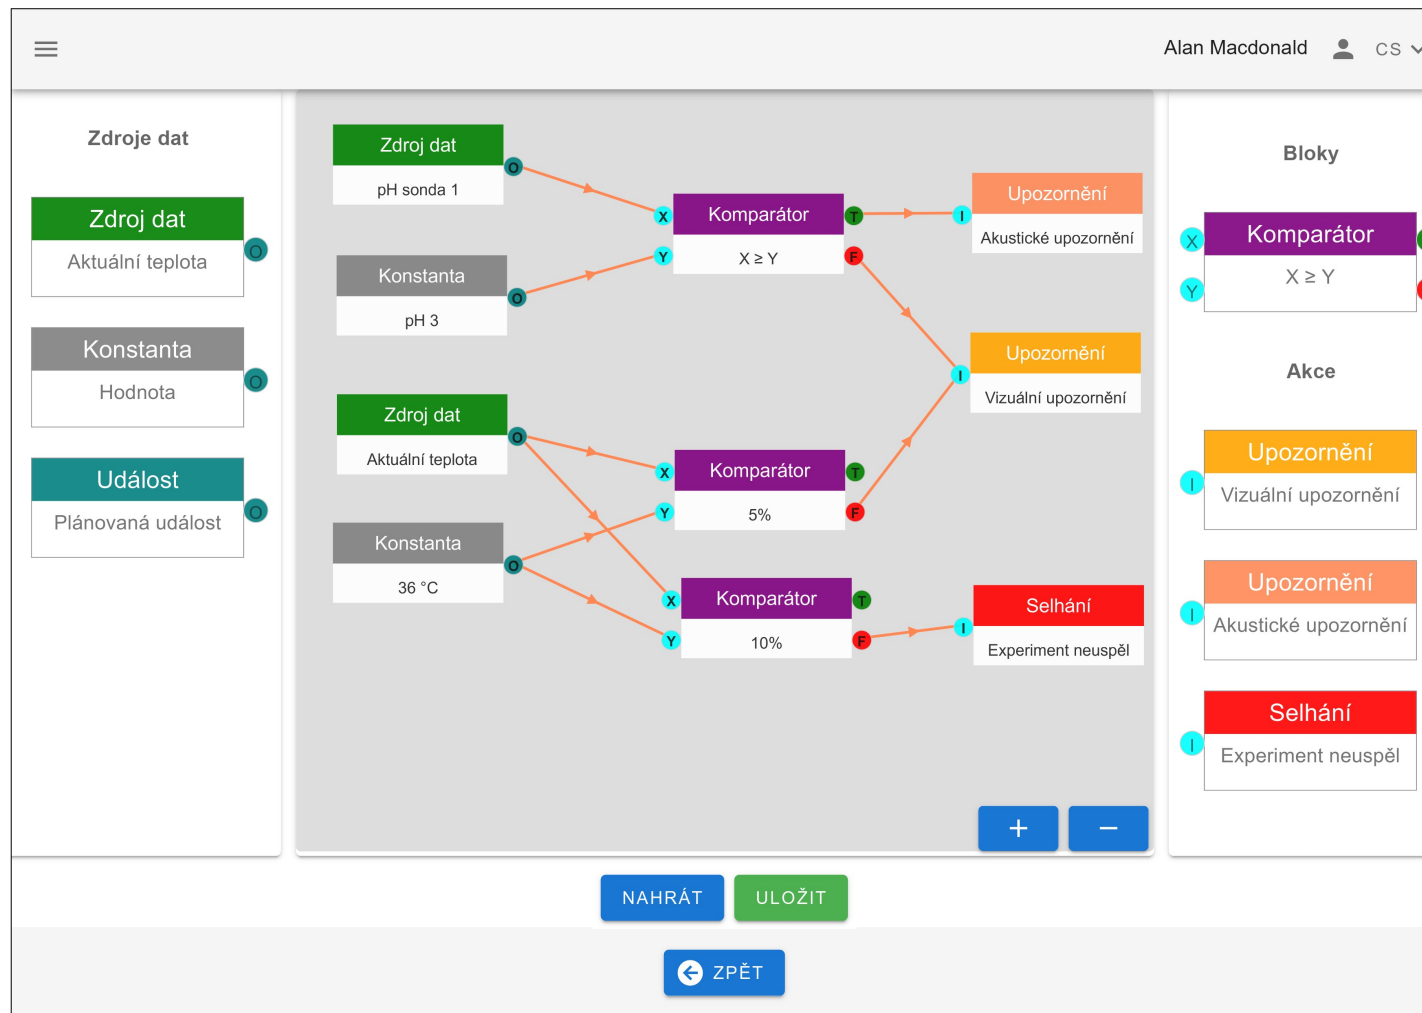 Alan Macdonald CS
Zdroje dat
Zdroj dat
O
Aktuální teplota
Konstanta
O
Hodnota
Událost
O
Plánovaná událost
Zdroj dat
O
pH sonda 1
Konstanta
O
pH 3
Zdroj dat
O
Aktuální teplota
Konstanta
O
36 °C
X Komparátor T
Y X ≥ Y F
X Komparátor T
Y 5% F
X Komparátor T
Y 10% F
Upozornění
I
Akustické upozornění
Upozornění
I
Vizuální upozornění
Selhání
I
Experiment neuspěl
+ −
Bloky
X Komparátor
Y X ≥ Y
Akce
Upozornění
I
Vizuální upozornění
Upozornění
I
Akustické upozornění
Selhání
I
Experiment neuspěl
NAHRÁT ULOŽIT
ZPĚT